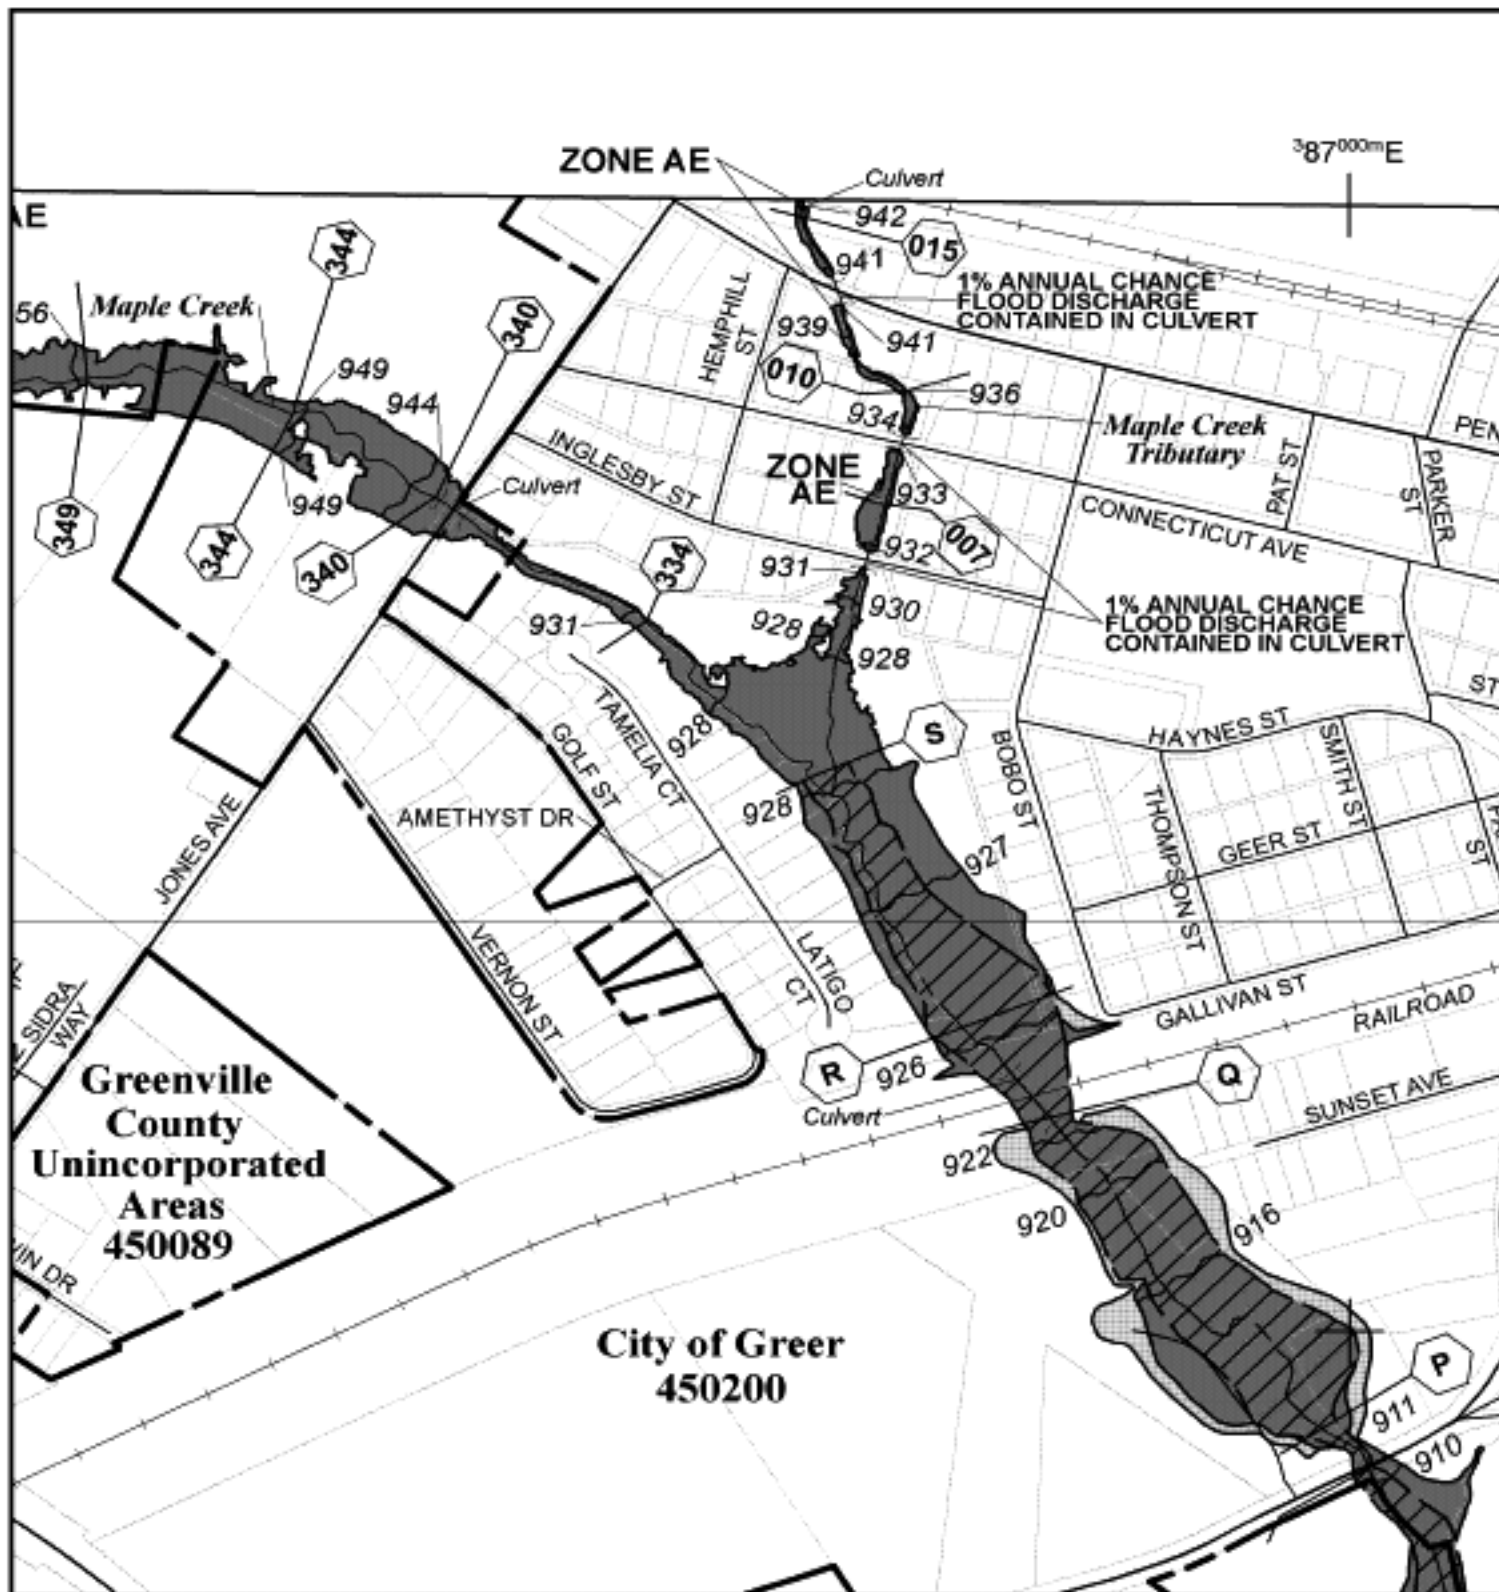 ³87⁰⁰⁰ᵐE
ZONE AE
Culvert
942
015
941
1% ANNUAL CHANCE
FLOOD DISCHARGE
CONTAINED IN CULVERT
AE
344
Maple Creek
56
340
HEMPHILL
ST
939
941
949
010
936
944
934
Maple Creek
Tributary
PAT ST
PARKER
ST
INGLESBY ST
ZONE
AE
933
Culvert
949
349
344
340
CONNECTICUT AVE
932
007
334
931
930
1% ANNUAL CHANCE
FLOOD DISCHARGE
CONTAINED IN CULVERT
931
928
928
ST
TAMELIA CT
928
GOLF ST
S
HAYNES ST
SMITH ST
BOBO ST
928
AMETHYST DR
JONES AVE
927
THOMPSON ST
GEER ST
ST
VERNON ST
LATIGO
CT
SIDRA
WAY
GALLIVAN ST
RAILROAD
R
926
Q
Culvert
SUNSET AVE
Greenville
County
Unincorporated
Areas
450089
922
920
916
VIN DR
City of Greer
450200
P
911
910